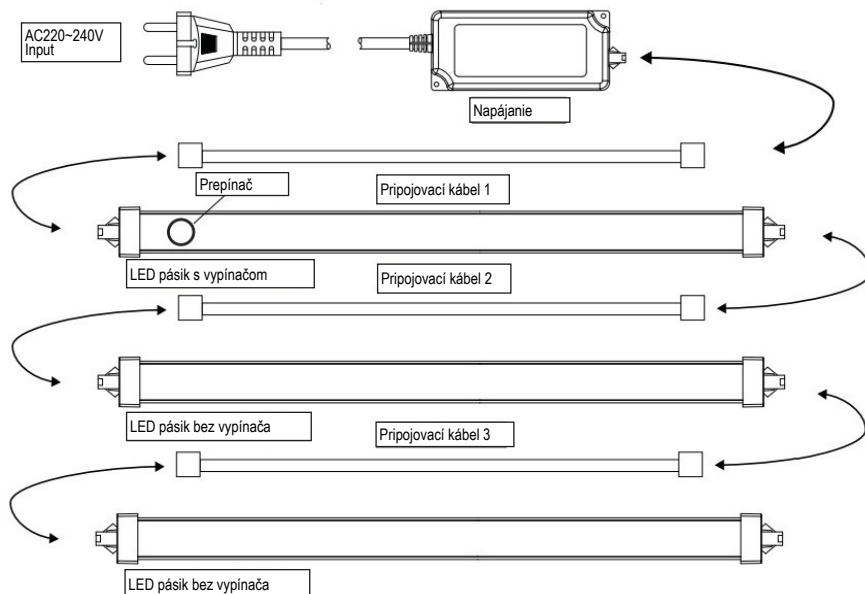 AC220~240V
Input
Napájanie
Prepínač
Pripojovací kábel 1
LED pásik s vypínačom
Pripojovací kábel 2
LED pásik bez vypínača
Pripojovací kábel 3
LED pásik bez vypínača